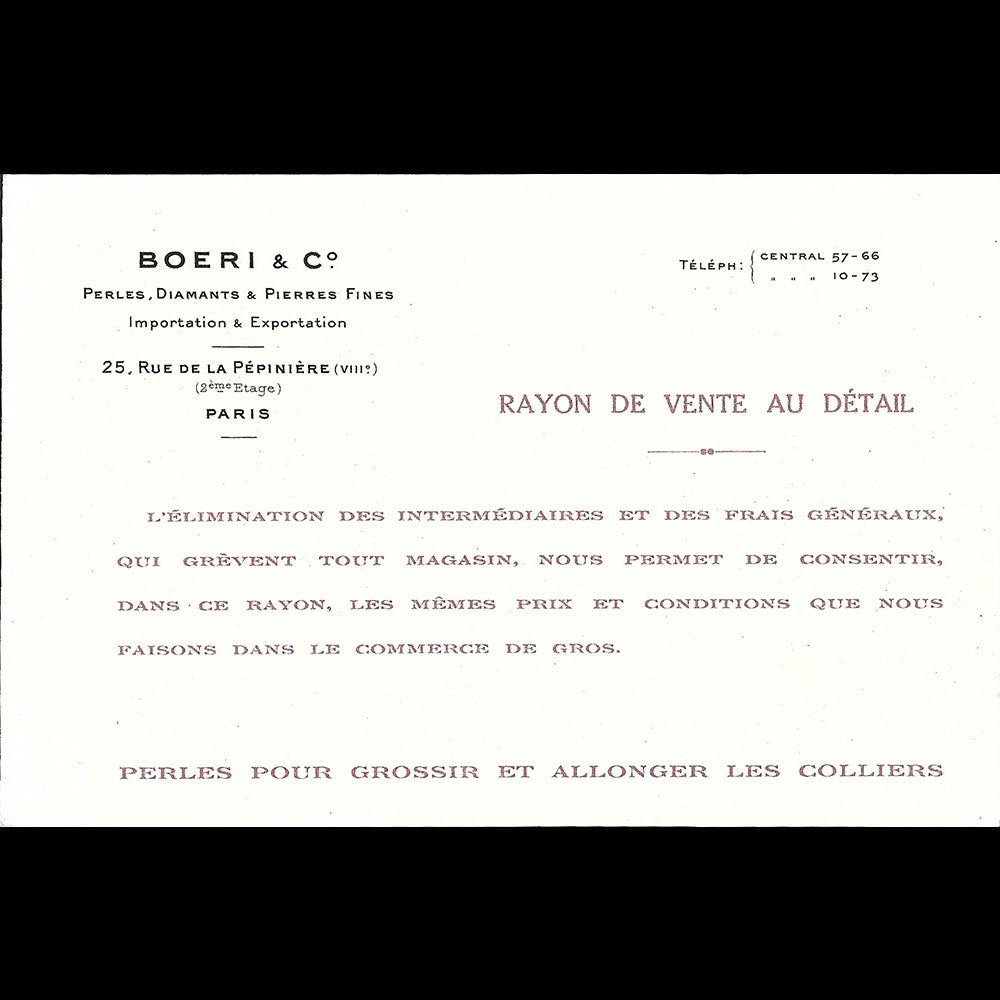 BOERI & Cº
PERLES, DIAMANTS & PIERRES FINES
Importation & Exportation
25, RUE DE LA PÉPINIÈRE (VIIIe)
(2ème Etage)
PARIS
TÉLÉPH: { CENTRAL 57-66
" " " 10-73
RAYON DE VENTE AU DÉTAIL
L'ÉLIMINATION DES INTERMÉDIAIRES ET DES FRAIS GÉNÉRAUX,
QUI GRÈVENT TOUT MAGASIN, NOUS PERMET DE CONSENTIR,
DANS CE RAYON, LES MÊMES PRIX ET CONDITIONS QUE NOUS
FAISONS DANS LE COMMERCE DE GROS.
PERLES POUR GROSSIR ET ALLONGER LES COLLIERS